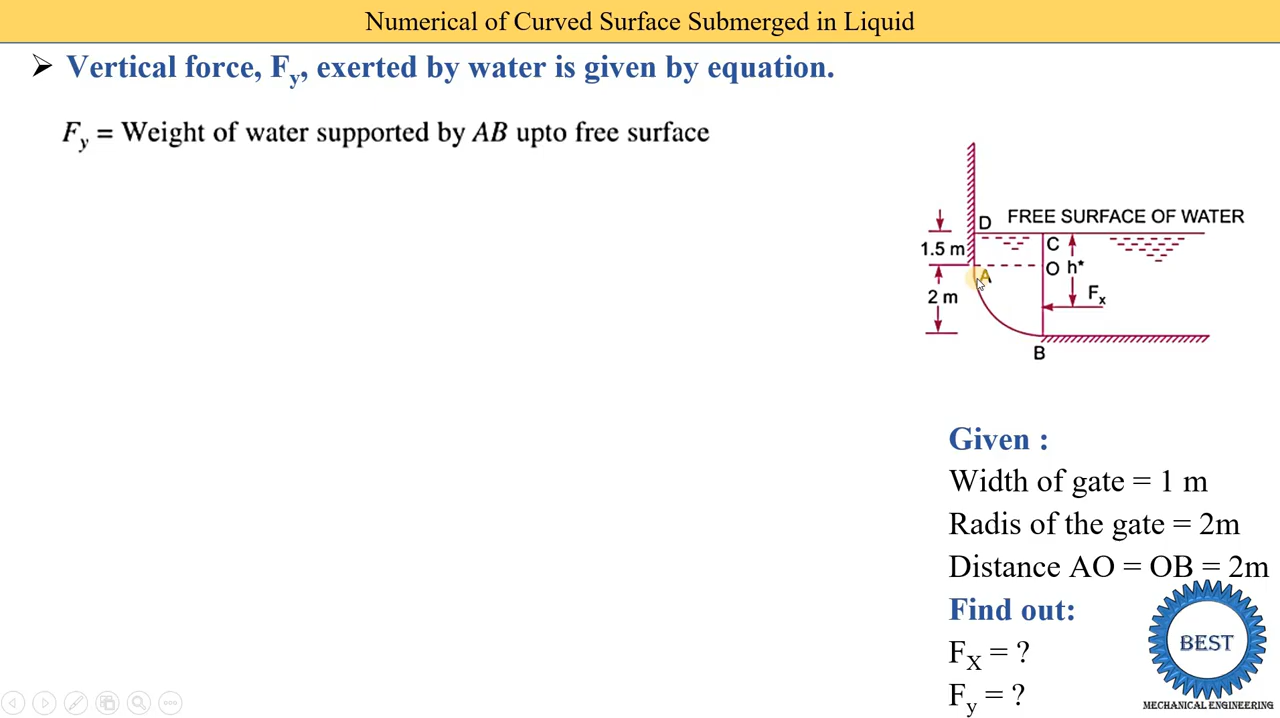 Numerical of Curved Surface Submerged in Liquid
➢ Vertical force, Fy, exerted by water is given by equation.
Fy = Weight of water supported by AB upto free surface
D FREE SURFACE OF WATER
1.5 m
C
A
O h*
2 m
Fx
B
Given :
Width of gate = 1 m
Radis of the gate = 2m
Distance AO = OB = 2m
Find out:
FX = ?
Fy = ?
BEST
MECHANICAL ENGINEERING